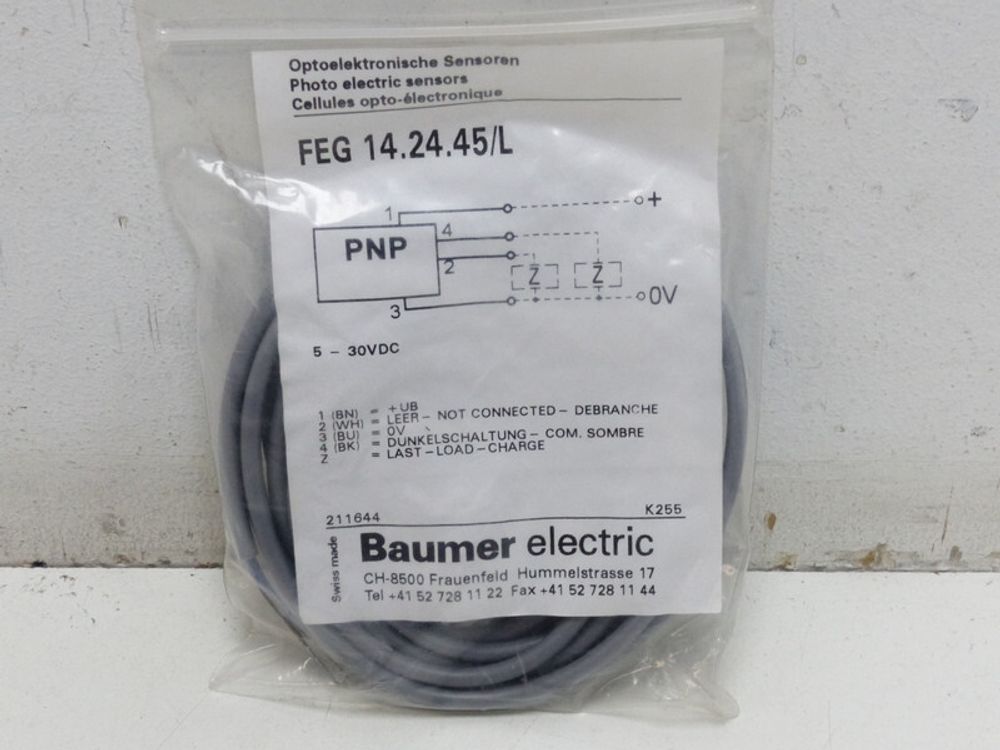 Optoelektronische Sensoren
Photo electric sensors
Cellules opto-électronique
FEG 14.24.45/L
1
+
PNP
4
2
Z
Z
3
0V
5 – 30VDC
1 (BN) = +UB
2 (WH) = LEER – NOT CONNECTED – DEBRANCHE
3 (BU) = 0V
4 (BK) = DUNKELSCHALTUNG – COM. SOMBRE
Z = LAST – LOAD – CHARGE
211644 K255
Swiss made
Baumer electric
CH-8500 Frauenfeld Hummelstrasse 17
Tel +41 52 728 11 22 Fax +41 52 728 11 44